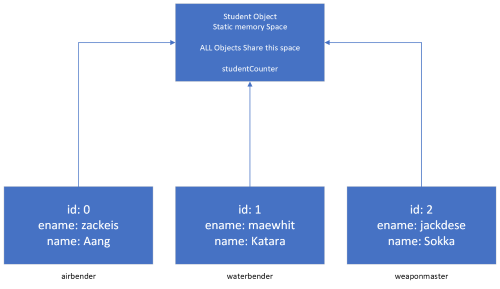 Student Object
Static memory Space
ALL Objects Share this space
studentCounter
id: 0
ename: zackeis
name: Aang
id: 1
ename: maewhit
name: Katara
id: 2
ename: jackdese
name: Sokka
airbender
waterbender
weaponmaster